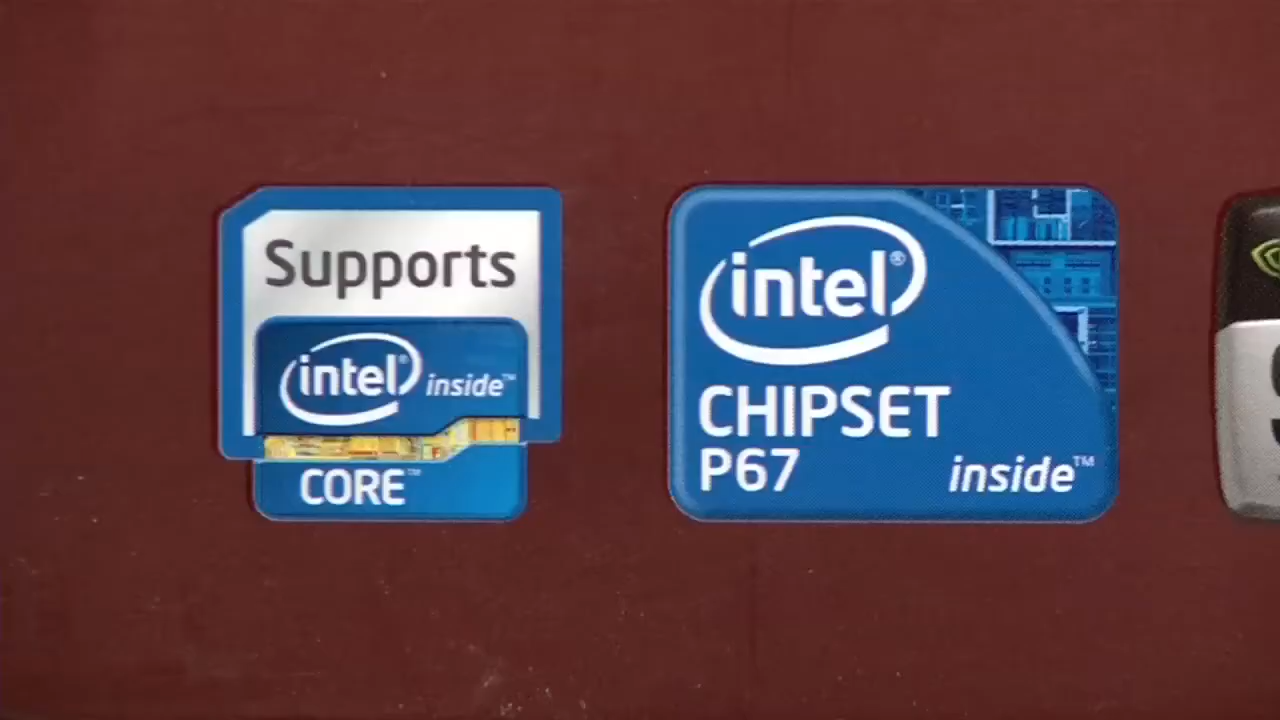 Supports
intel inside™
CORE™
intel®
CHIPSET
P67
inside™